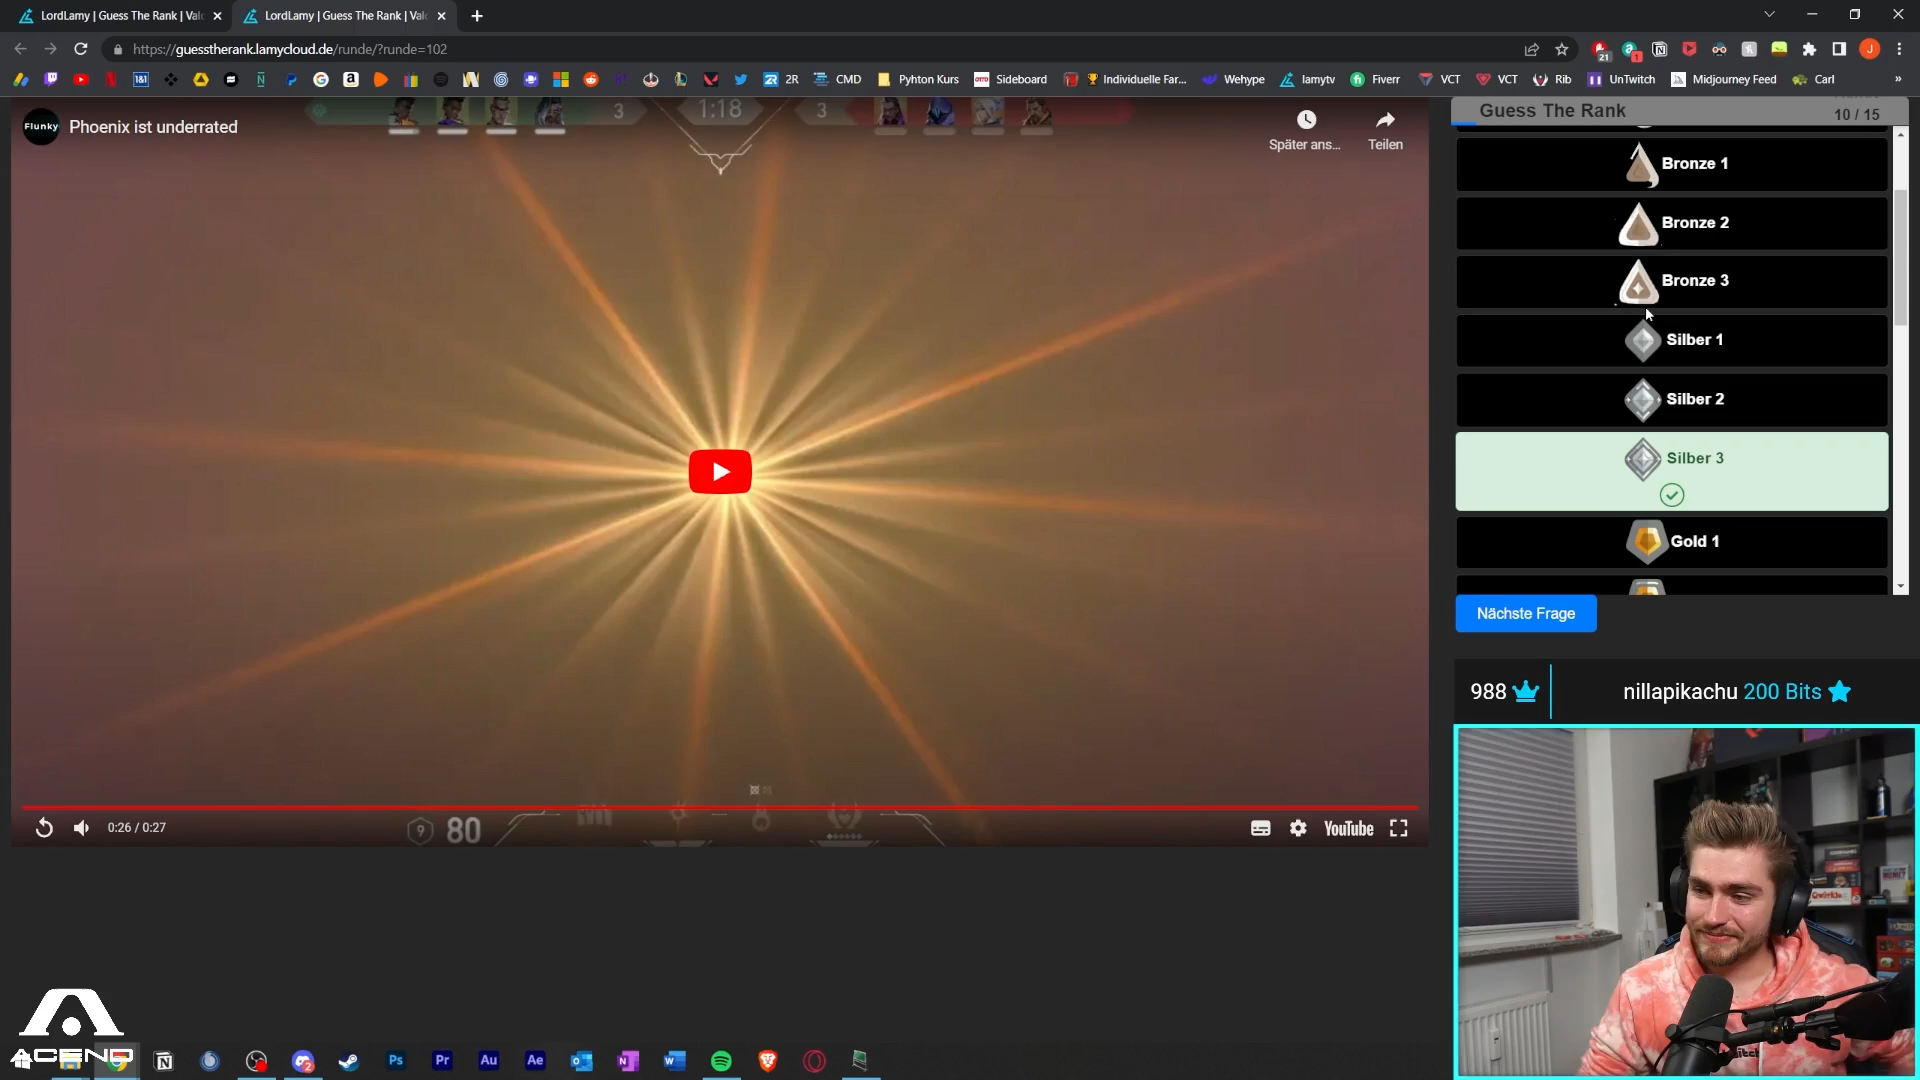 LordLamy | Guess The Rank | Val
LordLamy | Guess The Rank | Val
https://guesstherank.lamycloud.de/runde/?runde=102
2R
CMD
Pyhton Kurs
Sideboard
Individuelle Far...
Wehype
lamytv
Fiverr
VCT
VCT
Rib
UnTwitch
Midjourney Feed
Carl
Flunky
Phoenix ist underrated
3
1:18
3
Später ans...
Teilen
Guess The Rank
10 / 15
Bronze 1
Bronze 2
Bronze 3
Silber 1
Silber 2
Silber 3
Gold 1
Nächste Frage
988
nillapikachu 200 Bits
0:26 / 0:27
9
80
YouTube
ACEND